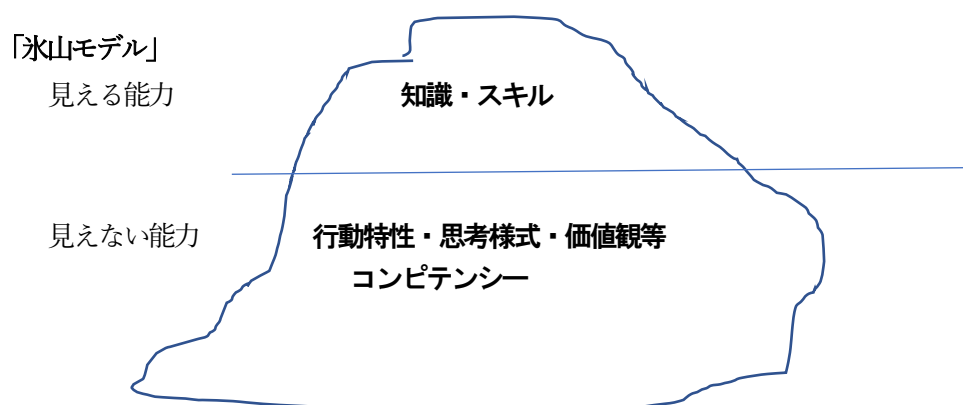 「氷山モデル」
見える能力
知識・スキル
見えない能力
行動特性・思考様式・価値観等
コンピテンシー